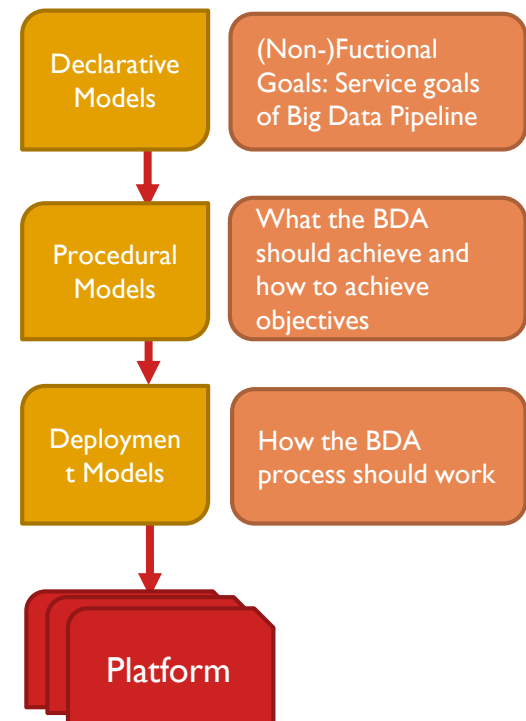 Declarative
Models
(Non-)Fuctional
Goals: Service goals
of Big Data Pipeline
Procedural
Models
What the BDA
should achieve and
how to achieve
objectives
Deploymen
t Models
How the BDA
process should work
Platform